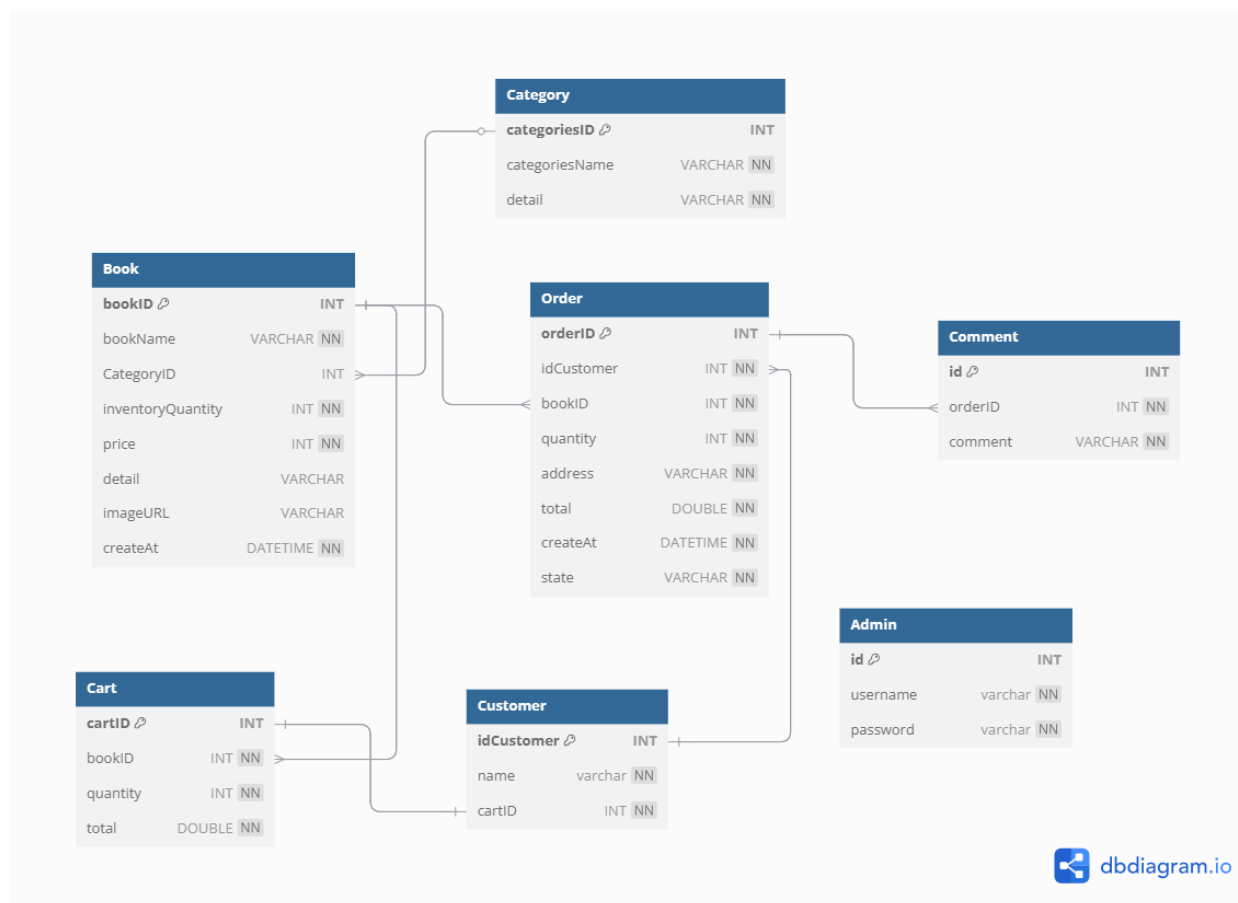 Category
categoriesID INT
categoriesName VARCHAR NN
detail VARCHAR NN
Book
bookID INT
bookName VARCHAR NN
CategoryID INT
inventoryQuantity INT NN
price INT NN
detail VARCHAR
imageURL VARCHAR
createAt DATETIME NN
Order
orderID INT
idCustomer INT NN
bookID INT NN
quantity INT NN
address VARCHAR NN
total DOUBLE NN
createAt DATETIME NN
state VARCHAR NN
Comment
id INT
orderID INT NN
comment VARCHAR NN
Admin
id INT
username varchar NN
password varchar NN
Cart
cartID INT
bookID INT NN
quantity INT NN
total DOUBLE NN
Customer
idCustomer INT
name varchar NN
cartID INT NN
dbdiagram.io